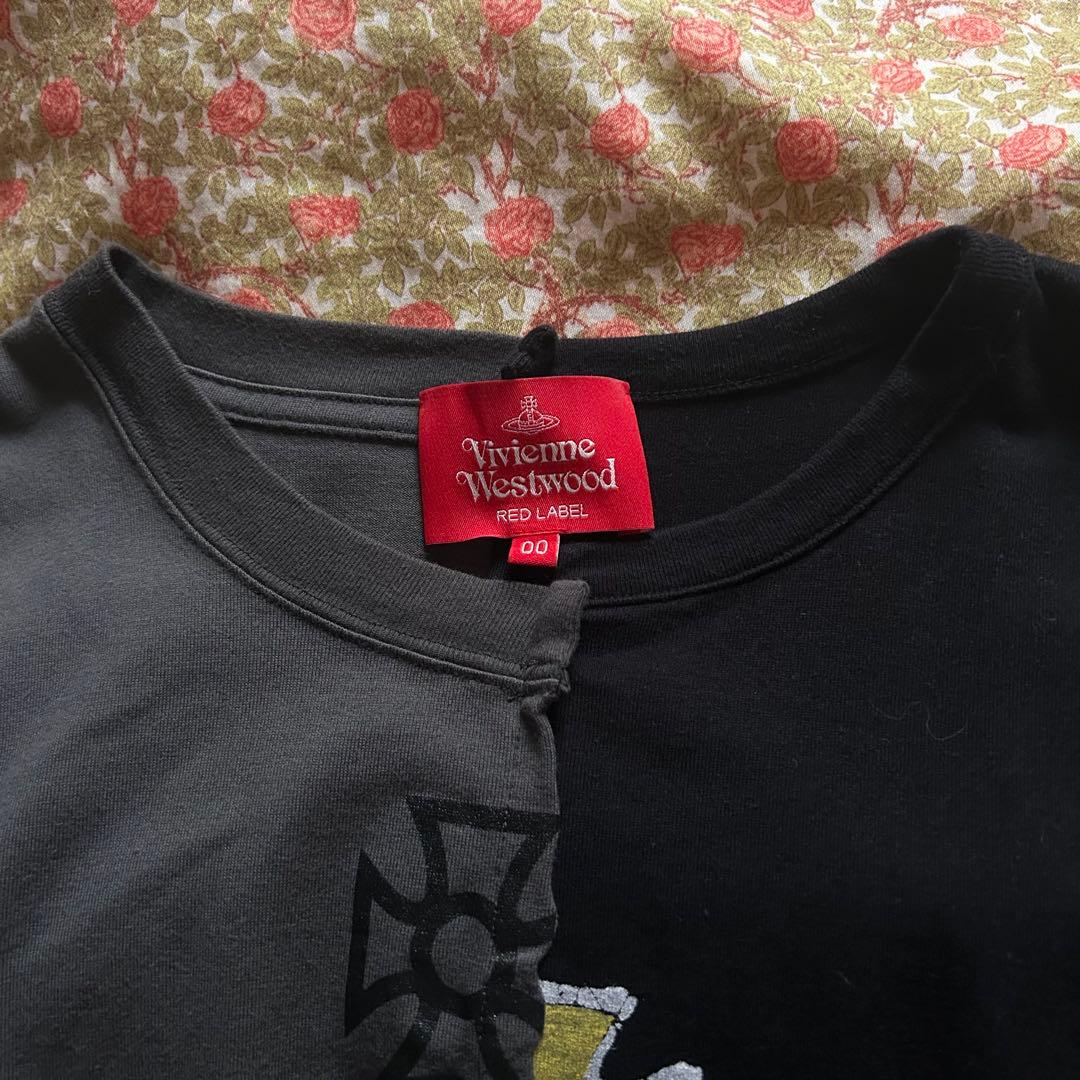 Vivienne
Westwood
RED LABEL
00